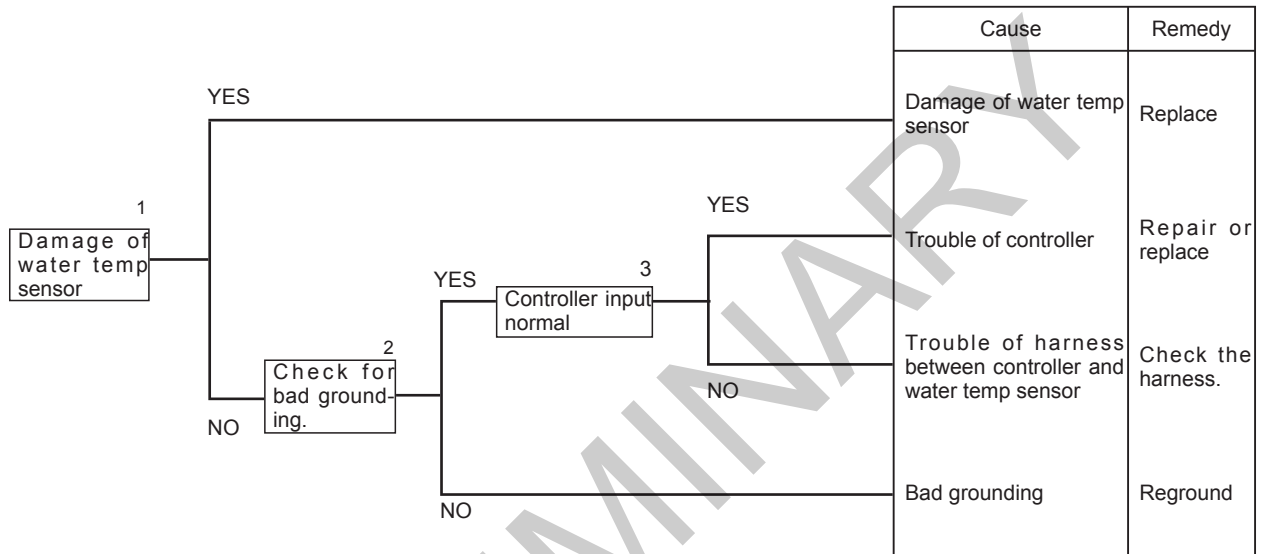 Cause Remedy
YES
Damage of water temp
sensor
Replace
1
Damage of
water temp
sensor
YES
Trouble of controller
Repair or
replace
YES
3
Controller input
normal
2
Check for
bad ground-
ing.
NO
Trouble of harness
between controller and
water temp sensor
Check the
harness.
NO
NO
Bad grounding
Reground
MINARY